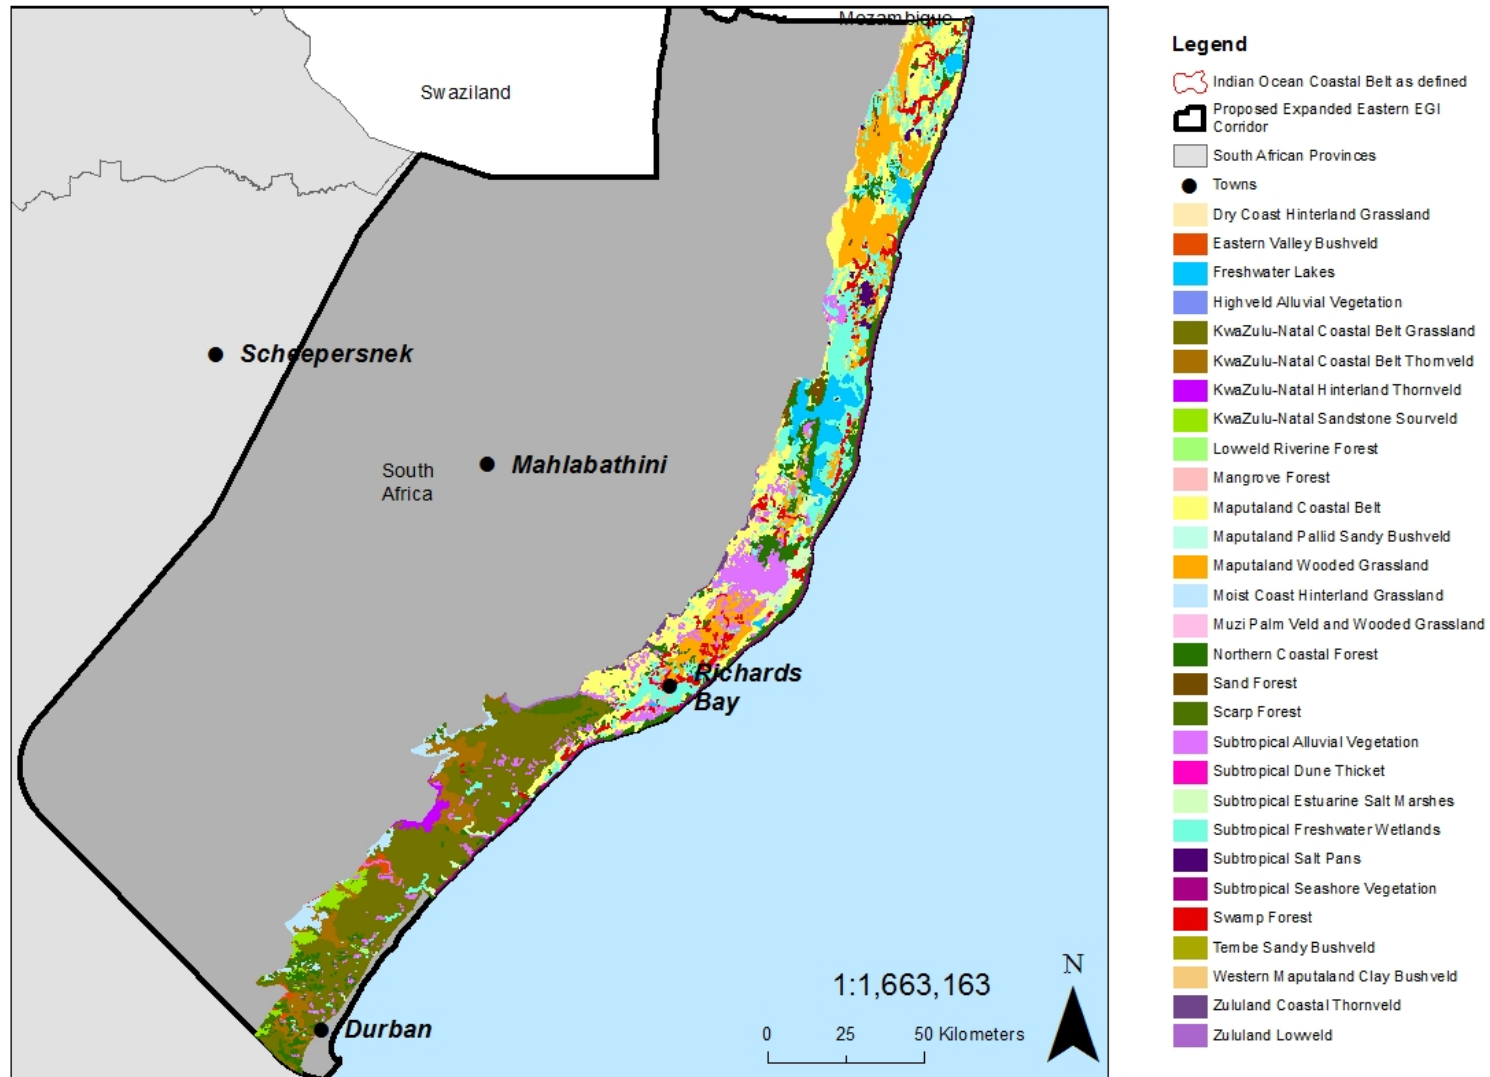 Mozambique
Swaziland
Scheepersnek
Mahlabathini
South
Africa
Richards
Bay
Durban
1:1,663,163
N
0 25 50 Kilometers
Legend
Indian Ocean Coastal Belt as defined
Proposed Expanded Eastern EGI
Corridor
South African Provinces
Towns
Dry Coast Hinterland Grassland
Eastern Valley Bushveld
Freshwater Lakes
Highveld Alluvial Vegetation
KwaZulu-Natal Coastal Belt Grassland
KwaZulu-Natal Coastal Belt Thornveld
KwaZulu-Natal Hinterland Thornveld
KwaZulu-Natal Sandstone Sourveld
Lowveld Riverine Forest
Mangrove Forest
Maputaland Coastal Belt
Maputaland Pallid Sandy Bushveld
Maputaland Wooded Grassland
Moist Coast Hinterland Grassland
Muzi Palm Veld and Wooded Grassland
Northern Coastal Forest
Sand Forest
Scarp Forest
Subtropical Alluvial Vegetation
Subtropical Dune Thicket
Subtropical Estuarine Salt Marshes
Subtropical Freshwater Wetlands
Subtropical Salt Pans
Subtropical Seashore Vegetation
Swamp Forest
Tembe Sandy Bushveld
Western Maputaland Clay Bushveld
Zululand Coastal Thornveld
Zululand Lowveld